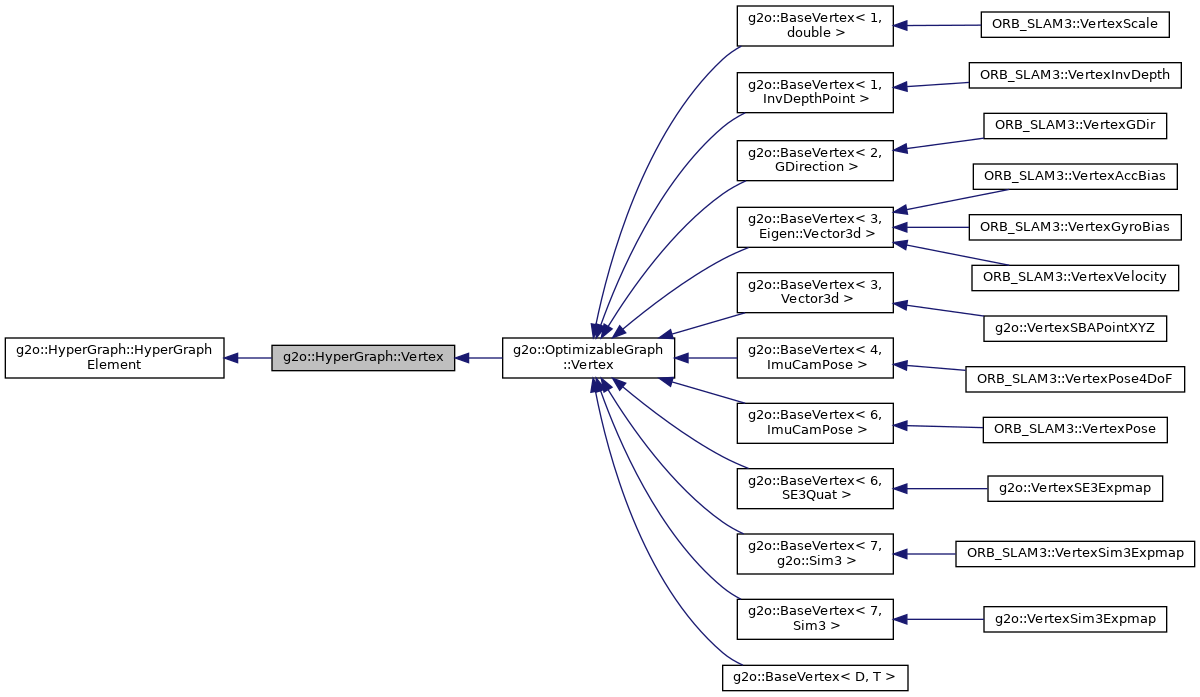 g2o::HyperGraph::HyperGraph
Element
g2o::HyperGraph::Vertex
g2o::OptimizableGraph
::Vertex
g2o::BaseVertex< 1,
double >
g2o::BaseVertex< 1,
InvDepthPoint >
g2o::BaseVertex< 2,
GDirection >
g2o::BaseVertex< 3,
Eigen::Vector3d >
g2o::BaseVertex< 3,
Vector3d >
g2o::BaseVertex< 4,
ImuCamPose >
g2o::BaseVertex< 6,
ImuCamPose >
g2o::BaseVertex< 6,
SE3Quat >
g2o::BaseVertex< 7,
g2o::Sim3 >
g2o::BaseVertex< 7,
Sim3 >
g2o::BaseVertex< D, T >
ORB_SLAM3::VertexScale
ORB_SLAM3::VertexInvDepth
ORB_SLAM3::VertexGDir
ORB_SLAM3::VertexAccBias
ORB_SLAM3::VertexGyroBias
ORB_SLAM3::VertexVelocity
g2o::VertexSBAPointXYZ
ORB_SLAM3::VertexPose4DoF
ORB_SLAM3::VertexPose
g2o::VertexSE3Expmap
ORB_SLAM3::VertexSim3Expmap
g2o::VertexSim3Expmap